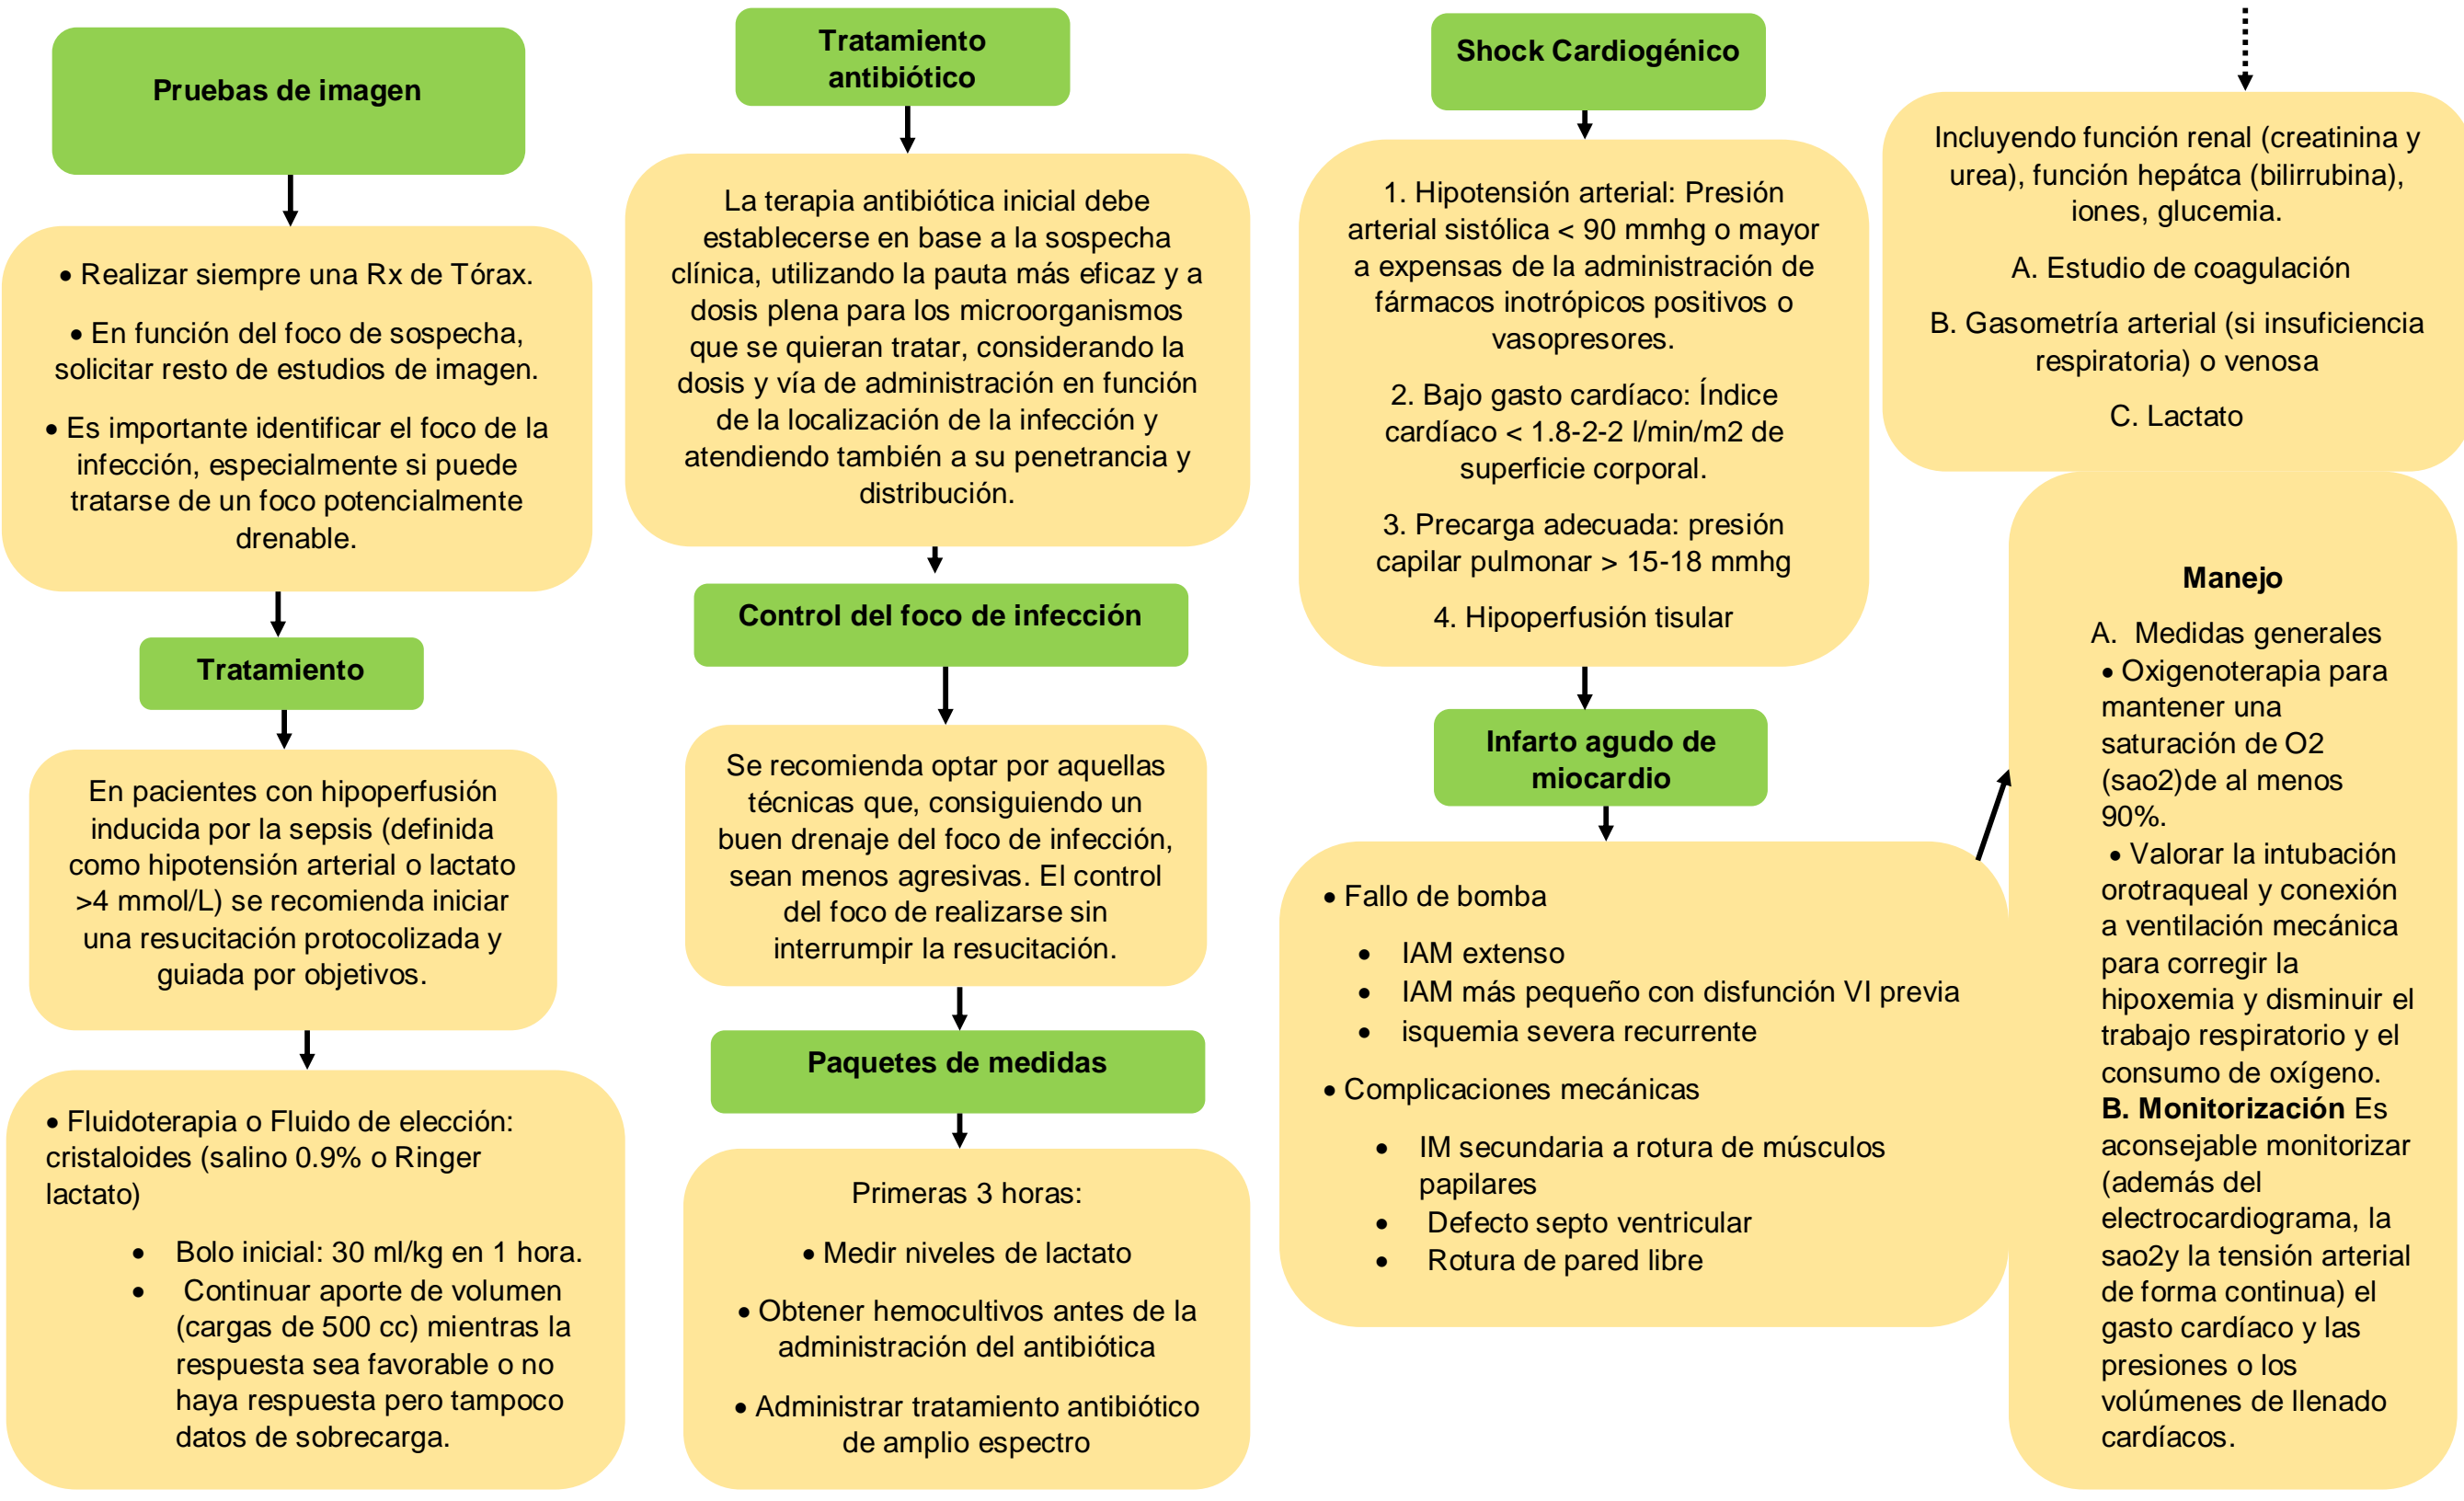 Pruebas de imagen
• Realizar siempre una Rx de Tórax.
• En función del foco de sospecha,
solicitar resto de estudios de imagen.
• Es importante identificar el foco de la
infección, especialmente si puede
tratarse de un foco potencialmente
drenable.
Tratamiento
En pacientes con hipoperfusión
inducida por la sepsis (definida
como hipotensión arterial o lactato
>4 mmol/L) se recomienda iniciar
una resucitación protocolizada y
guiada por objetivos.
• Fluidoterapia o Fluido de elección:
cristaloides (salino 0.9% o Ringer
lactato)
• Bolo inicial: 30 ml/kg en 1 hora.
• Continuar aporte de volumen
(cargas de 500 cc) mientras la
respuesta sea favorable o no
haya respuesta pero tampoco
datos de sobrecarga.
Tratamiento
antibiótico
La terapia antibiótica inicial debe
establecerse en base a la sospecha
clínica, utilizando la pauta más eficaz y a
dosis plena para los microorganismos
que se quieran tratar, considerando la
dosis y vía de administración en función
de la localización de la infección y
atendiendo también a su penetrancia y
distribución.
Control del foco de infección
Se recomienda optar por aquellas
técnicas que, consiguiendo un
buen drenaje del foco de infección,
sean menos agresivas. El control
del foco de realizarse sin
interrumpir la resucitación.
Paquetes de medidas
Primeras 3 horas:
• Medir niveles de lactato
• Obtener hemocultivos antes de la
administración del antibiótica
• Administrar tratamiento antibiótico
de amplio espectro
Shock Cardiogénico
1. Hipotensión arterial: Presión
arterial sistólica < 90 mmhg o mayor
a expensas de la administración de
fármacos inotrópicos positivos o
vasopresores.
2. Bajo gasto cardíaco: Índice
cardíaco < 1.8-2-2 l/min/m2 de
superficie corporal.
3. Precarga adecuada: presión
capilar pulmonar > 15-18 mmhg
4. Hipoperfusión tisular
Infarto agudo de
miocardio
• Fallo de bomba
• IAM extenso
• IAM más pequeño con disfunción VI previa
• isquemia severa recurrente
• Complicaciones mecánicas
• IM secundaria a rotura de músculos
papilares
• Defecto septo ventricular
• Rotura de pared libre
Incluyendo función renal (creatinina y
urea), función hepátca (bilirrubina),
iones, glucemia.
A. Estudio de coagulación
B. Gasometría arterial (si insuficiencia
respiratoria) o venosa
C. Lactato
Manejo
A. Medidas generales
• Oxigenoterapia para
mantener una
saturación de O2
(sao2)de al menos
90%.
• Valorar la intubación
orotraqueal y conexión
a ventilación mecánica
para corregir la
hipoxemia y disminuir el
trabajo respiratorio y el
consumo de oxígeno.
B. Monitorización Es
aconsejable monitorizar
(además del
electrocardiograma, la
sao2y la tensión arterial
de forma continua) el
gasto cardíaco y las
presiones o los
volúmenes de llenado
cardíacos.